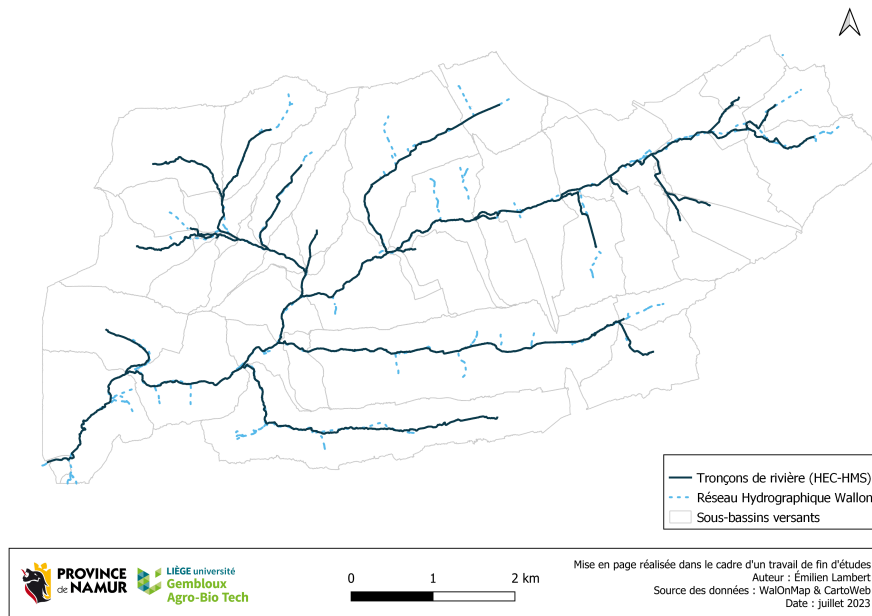 Tronçons de rivière (HEC-HMS)
Réseau Hydrographique Wallon
Sous-bassins versants
PROVINCE
de NAMUR
LIÈGE université
Gembloux
Agro-Bio Tech
0 1 2 km
Mise en page réalisée dans le cadre d'un travail de fin d'études
Auteur : Émilien Lambert
Source des données : WalOnMap & CartoWeb
Date : juillet 2023